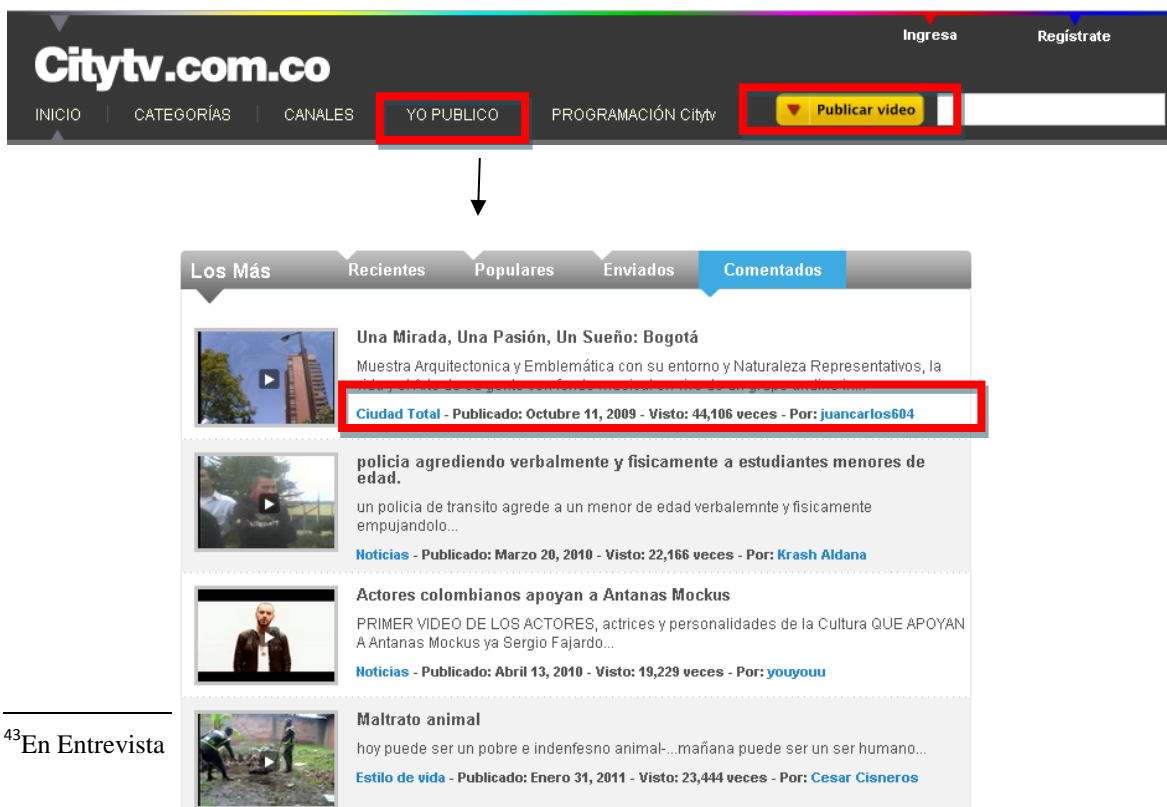 Ingresa Regístrate
Citytv.com.co
INICIO CATEGORÍAS CANALES YO PUBLICO PROGRAMACIÓN Citytv Publicar video
Los Más Recientes Populares Enviados Comentados
Una Mirada, Una Pasión, Un Sueño: Bogotá
Muestra Arquitectonica y Emblemática con su entorno y Naturaleza Representativos, la
Ciudad Total - Publicado: Octubre 11, 2009 - Visto: 44,106 veces - Por: juancarlos604
policia agrediendo verbalmente y fisicamente a estudiantes menores de
edad.
un policia de transito agrede a un menor de edad verbalemnte y fisicamente
empujandolo...
Noticias - Publicado: Marzo 20, 2010 - Visto: 22,166 veces - Por: Krash Aldana
Actores colombianos apoyan a Antanas Mockus
PRIMER VIDEO DE LOS ACTORES, actrices y personalidades de la Cultura QUE APOYAN
A Antanas Mockus ya Sergio Fajardo...
Noticias - Publicado: Abril 13, 2010 - Visto: 19,229 veces - Por: youyouu
Maltrato animal
hoy puede ser un pobre e indenfesno animal-...mañana puede ser un ser humano...
Estilo de vida - Publicado: Enero 31, 2011 - Visto: 23,444 veces - Por: Cesar Cisneros
43En Entrevista